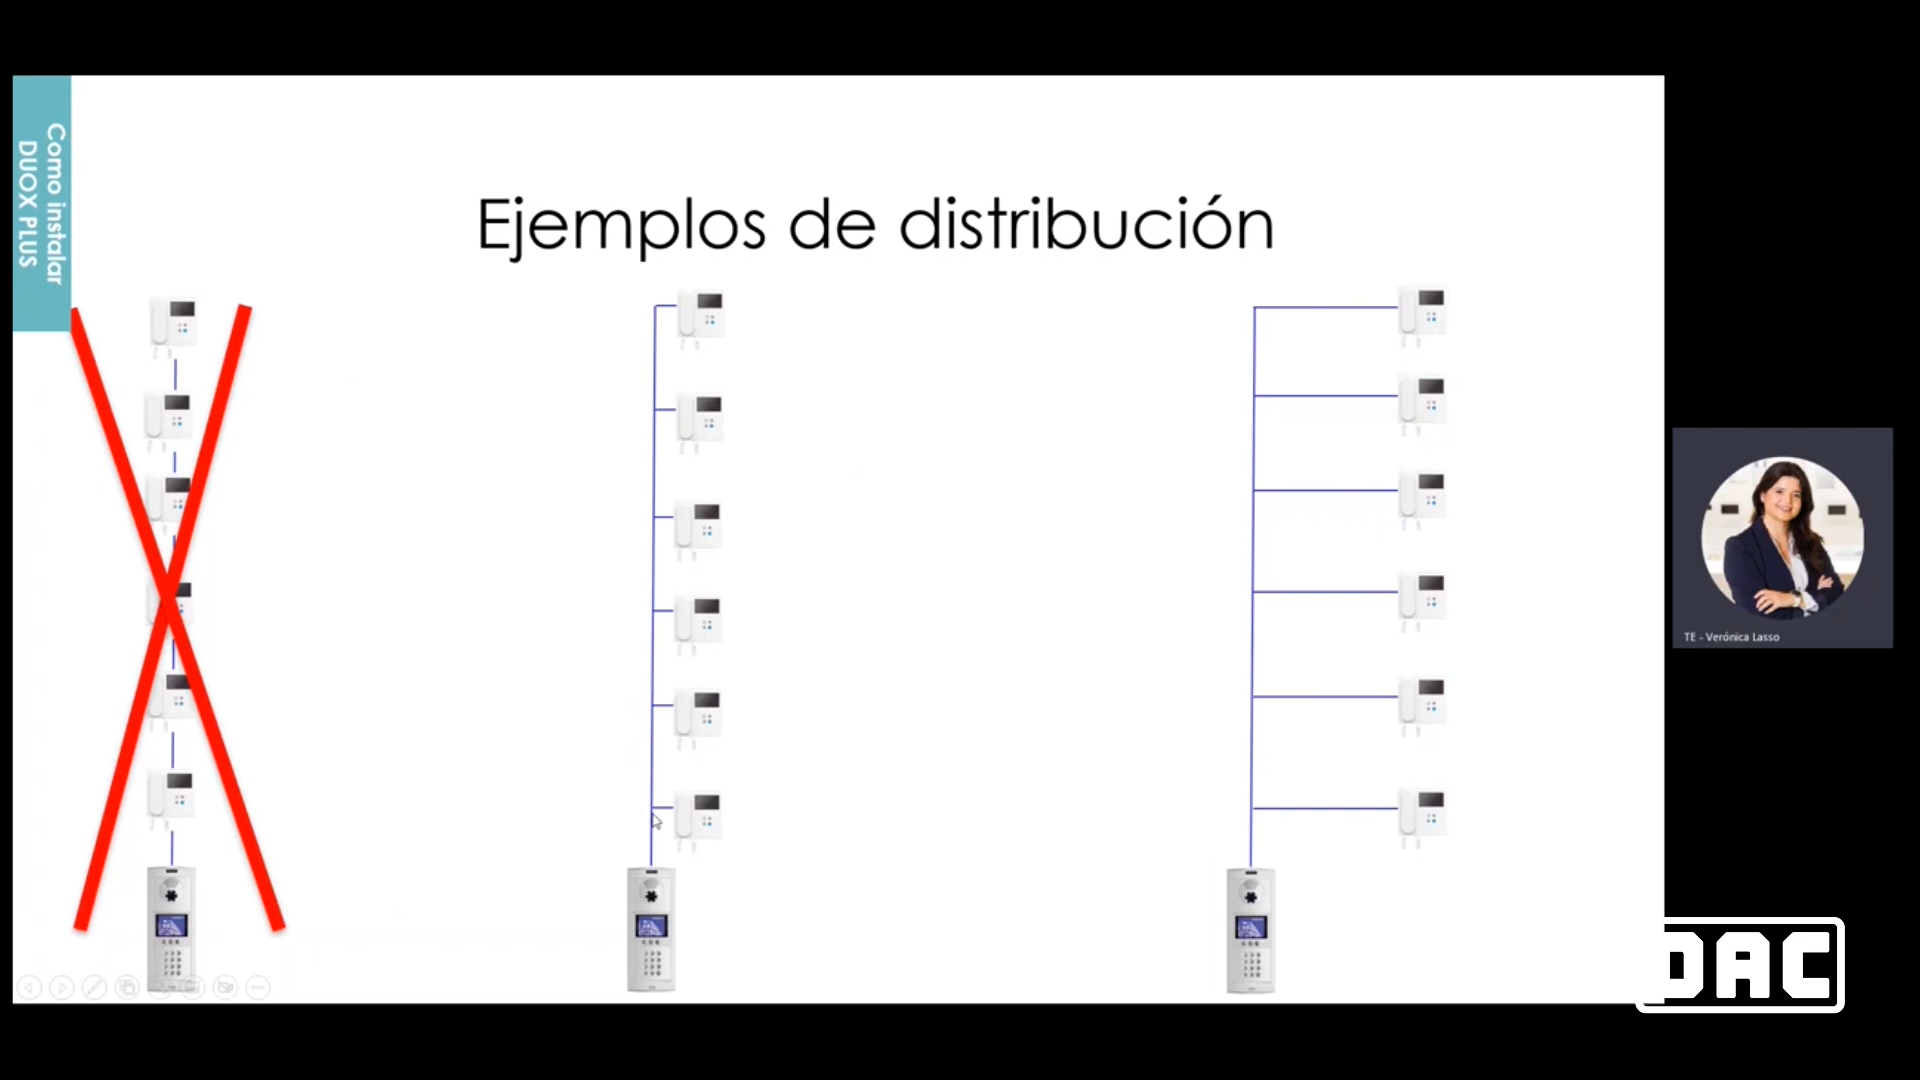 Como instalar
DUOX PLUS
Ejemplos de distribución
TE - Verónica Lasso
DAC